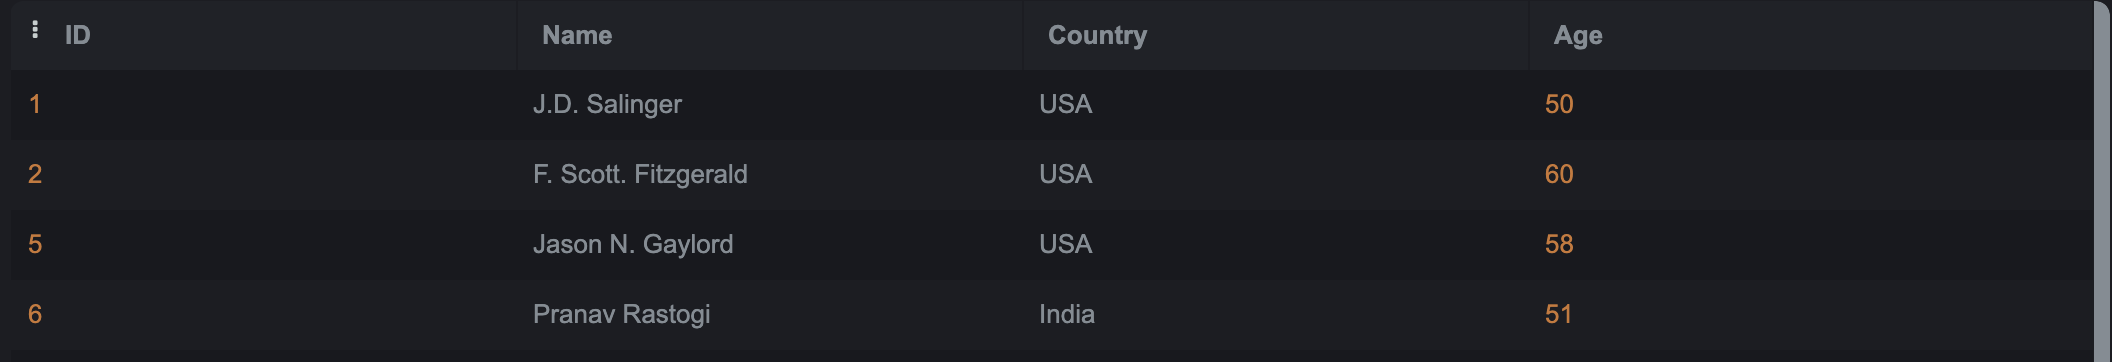 ID Name Country Age
1 J.D. Salinger USA 50
2 F. Scott. Fitzgerald USA 60
5 Jason N. Gaylord USA 58
6 Pranav Rastogi India 51